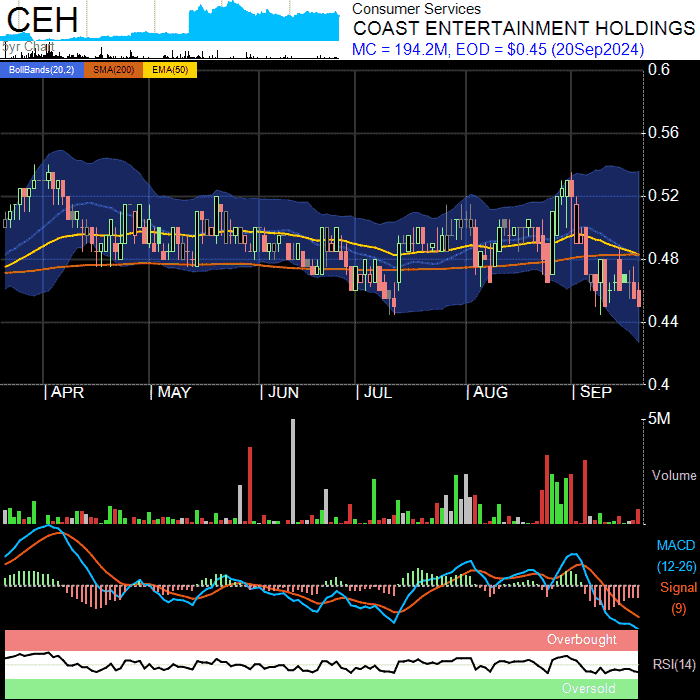 CEH
5yr Chart
Consumer Services
COAST ENTERTAINMENT HOLDINGS
MC = 194.2M, EOD = $0.45 (20Sep2024)
BollBands(20,2) SMA(200) EMA(50)
0.6
0.56
0.52
0.48
0.44
0.4
APR MAY JUN JUL AUG SEP
5M
Volume
MACD
(12-26)
Signal
(9)
Overbought
RSI(14)
Oversold